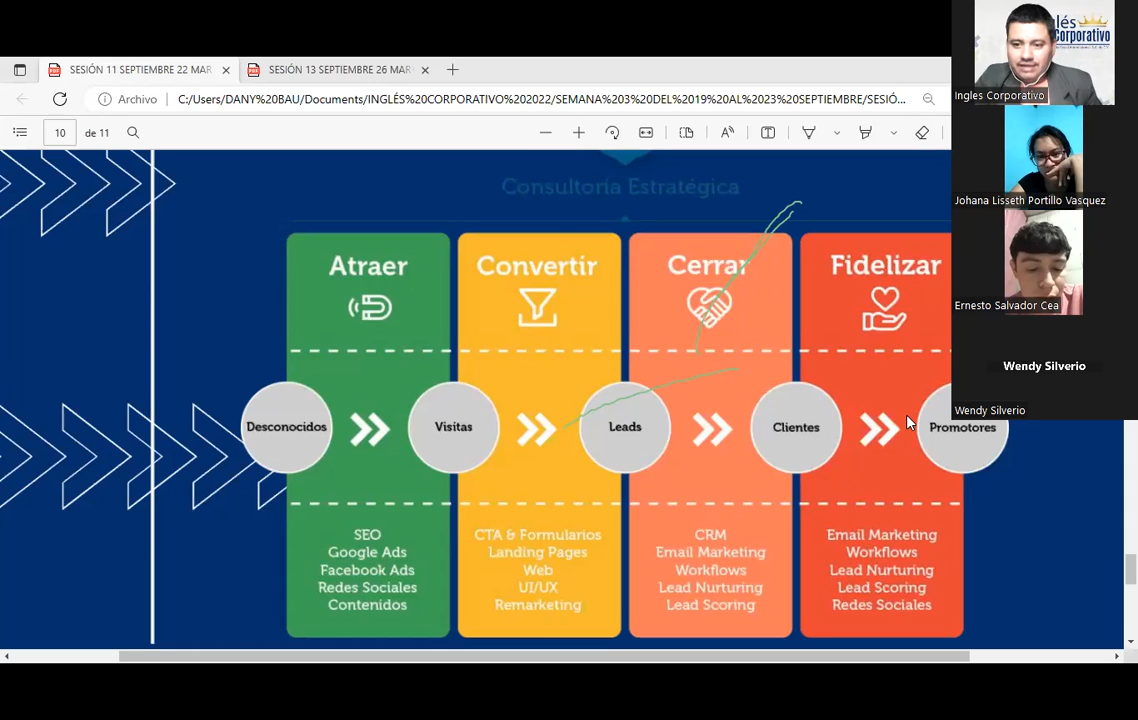 SESIÓN 11 SEPTIEMBRE 22 MAR
SESIÓN 13 SEPTIEMBRE 26 MAR
Archivo
C:/Users/DANY%20BAU/Documents/INGLÉS%20CORPORATIVO%202022/SEMANA%203%20DEL%2019%20AL%2023%20SEPTIEMBRE/SESIÓ...
10
de 11
Consultoría Estratégica
Atraer
Convertir
Cerrar
Fidelizar
Desconocidos
Visitas
Leads
Clientes
Promotores
SEO
Google Ads
Facebook Ads
Redes Sociales
Contenidos
CTA & Formularios
Landing Pages
Web
UI/UX
Remarketing
CRM
Email Marketing
Workflows
Lead Nurturing
Lead Scoring
Email Marketing
Workflows
Lead Nurturing
Lead Scoring
Redes Sociales
lés
Corporativo
Ingles Corporativo
Johana Lisseth Portillo Vasquez
Ernesto Salvador Cea
Wendy Silverio
Wendy Silverio